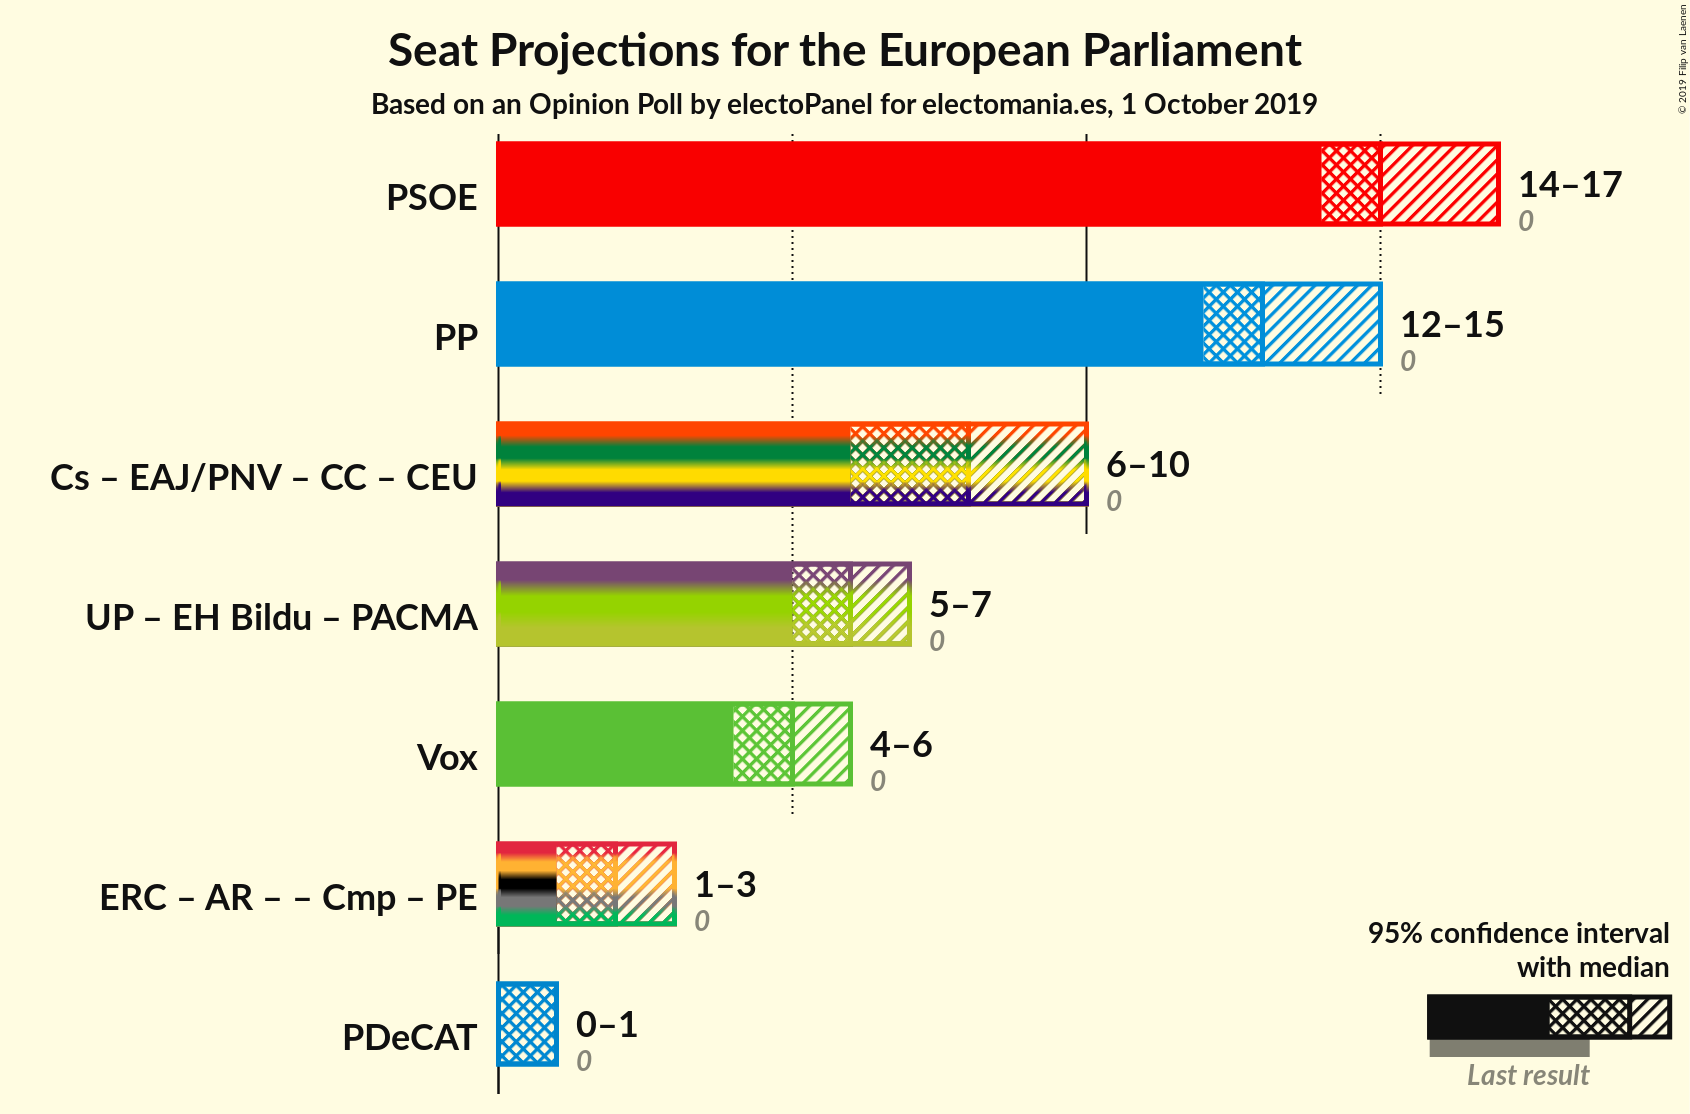 Seat Projections for the European Parliament
Based on an Opinion Poll by electoPanel for electomania.es, 1 October 2019
© 2019 Filip van Laenen
PSOE
14–17
0
PP
12–15
0
Cs – EAJ/PNV – CC – CEU
6–10
0
UP – EH Bildu – PACMA
5–7
0
Vox
4–6
0
ERC – AR – – Cmp – PE
1–3
0
PDeCAT
0–1
0
95% confidence interval
with median
Last result